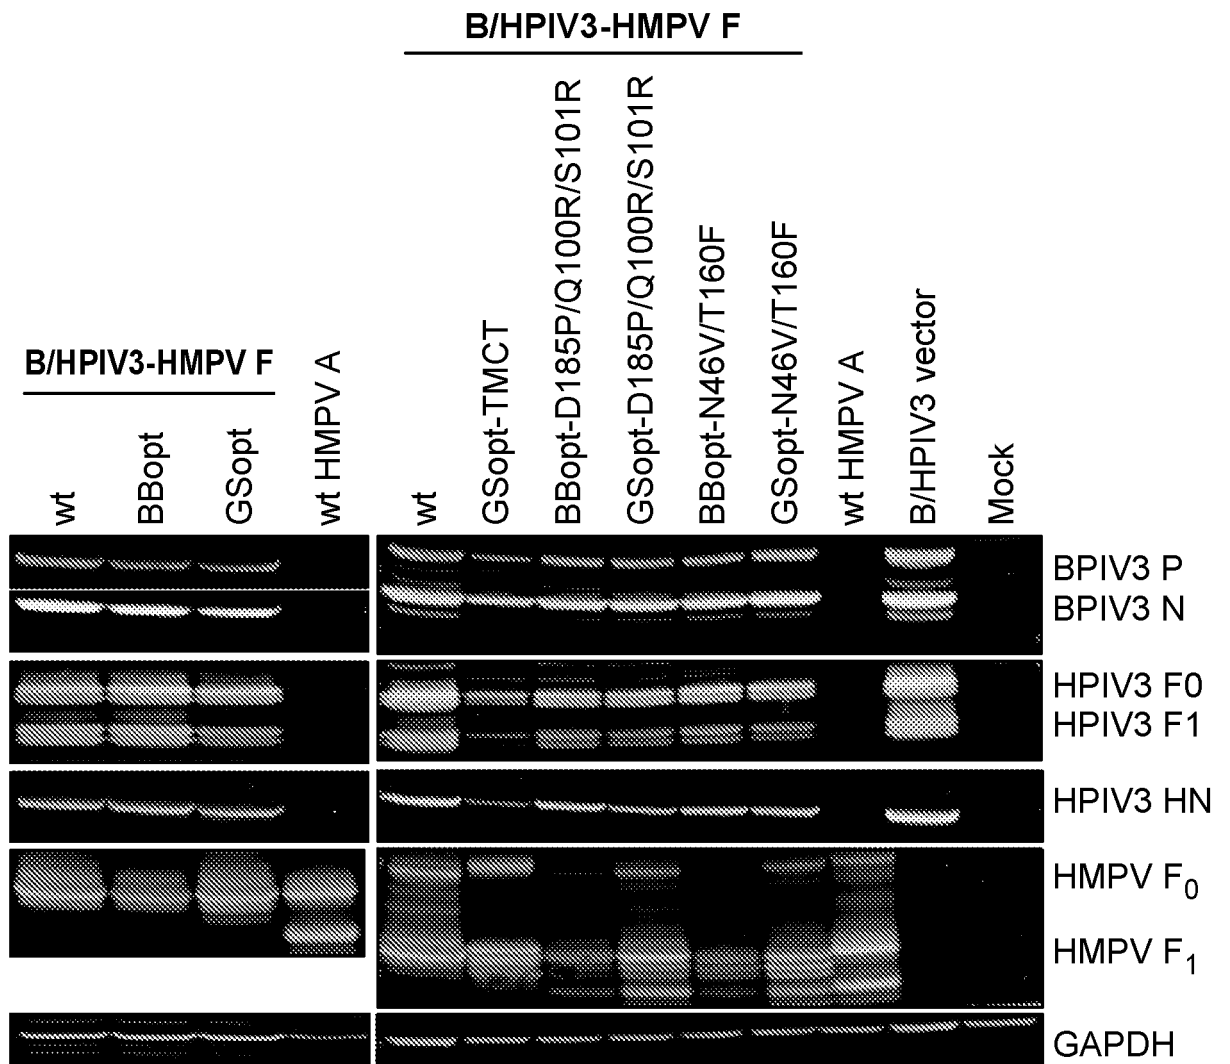 B/HPIV3-HMPV F
B/HPIV3-HMPV F
wt
BBopt
GSopt
wt HMPV A
wt
GSopt-TMCT
BBopt-D185P/Q100R/S101R
GSopt-D185P/Q100R/S101R
BBopt-N46V/T160F
GSopt-N46V/T160F
wt HMPV A
B/HPIV3 vector
Mock
BPIV3 P
BPIV3 N
HPIV3 F0
HPIV3 F1
HPIV3 HN
HMPV F0
HMPV F1
GAPDH